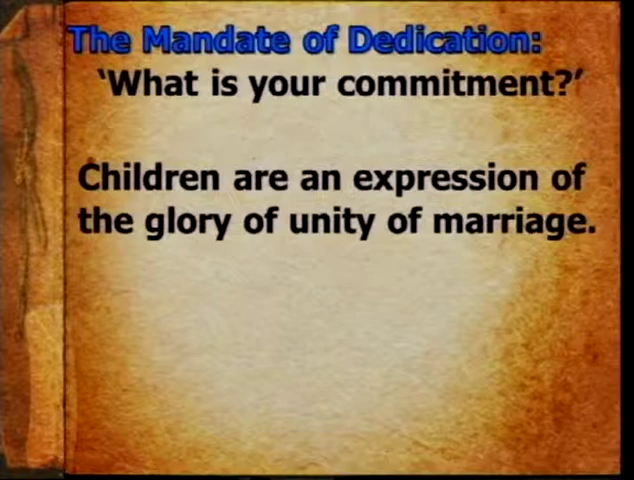 The Mandate of Dedication:
‘What is your commitment?’
Children are an expression of
the glory of unity of marriage.